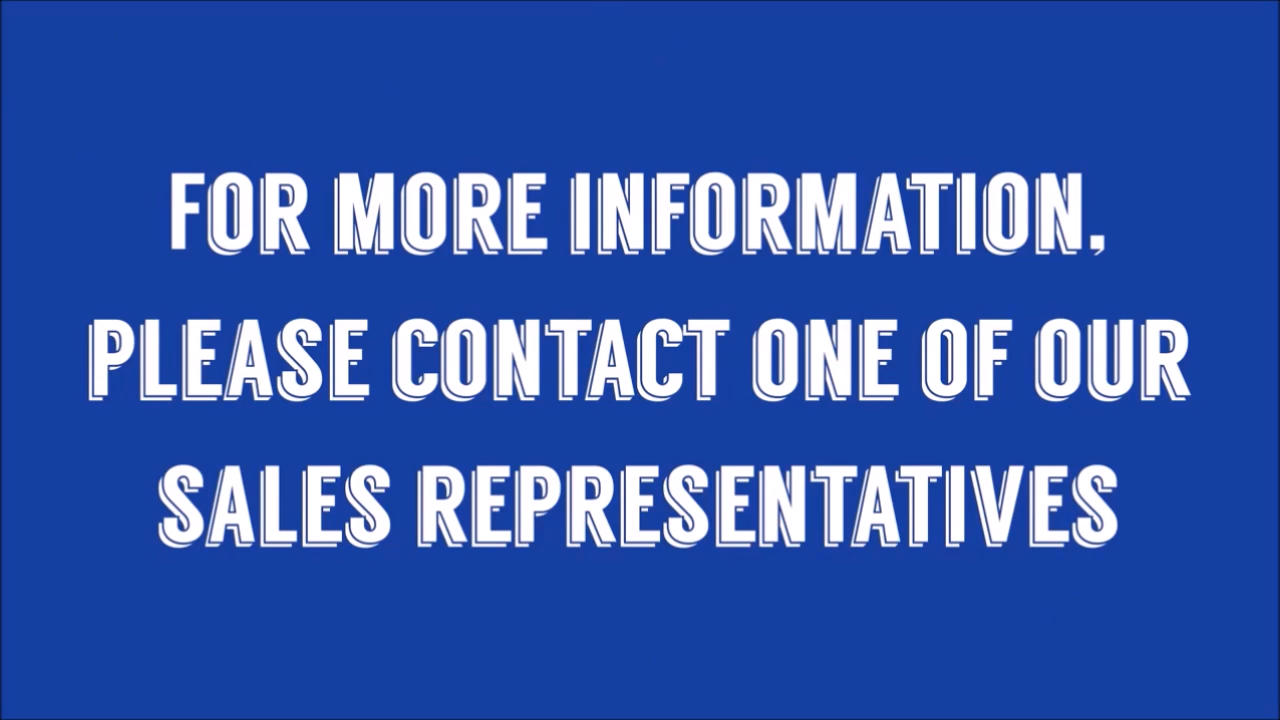 FOR MORE INFORMATION,
PLEASE CONTACT ONE OF OUR
SALES REPRESENTATIVES